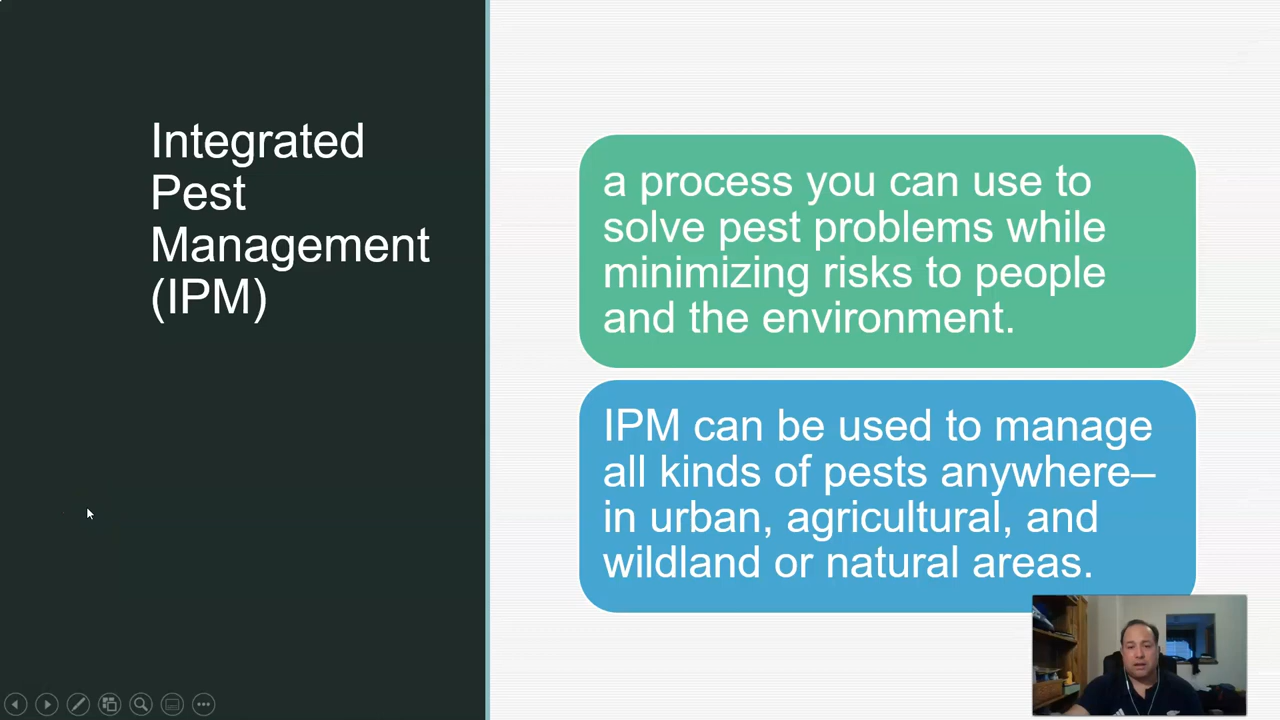 Integrated
Pest
Management
(IPM)
a process you can use to
solve pest problems while
minimizing risks to people
and the environment.
IPM can be used to manage
all kinds of pests anywhere–
in urban, agricultural, and
wildland or natural areas.